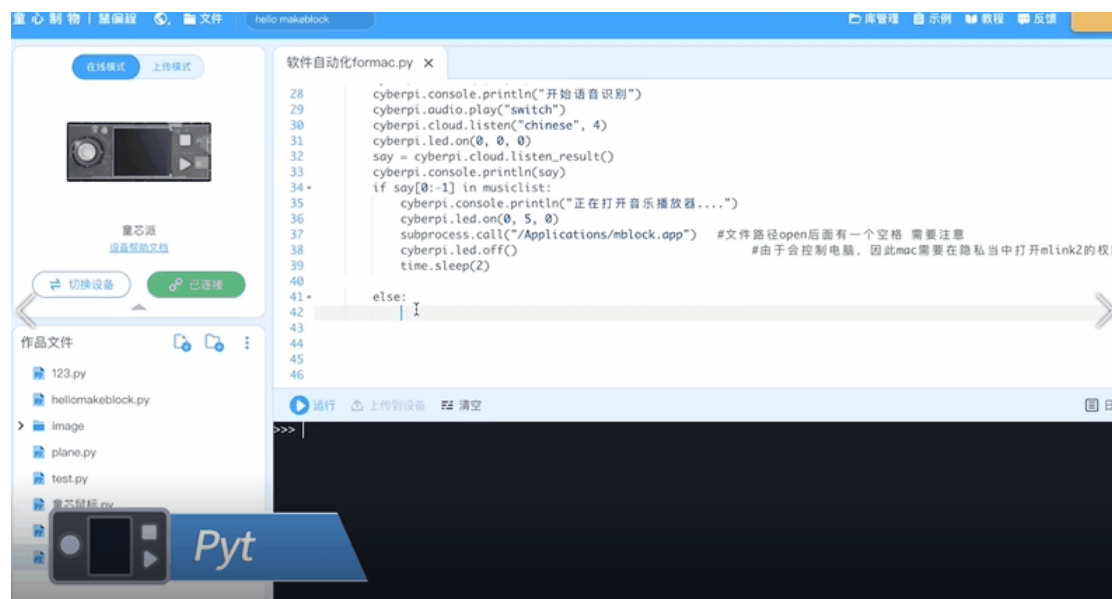 童心制物 | 慧编程 文件 hello makeblock 库管理 示例 教程 反馈
在线模式 上传模式
童芯派
设备帮助文档
切换设备 已连接
作品文件
123.py
hellomakeblock.py
image
plane.py
test.py
童芯鼠标.py
软件自动化formac.py ×
28 cyberpi.console.println("开始语音识别")
29 cyberpi.audio.play("switch")
30 cyberpi.cloud.listen("chinese", 4)
31 cyberpi.led.on(0, 0, 0)
32 say = cyberpi.cloud.listen_result()
33 cyberpi.console.println(say)
34 if say[0:-1] in musiclist:
35 cyberpi.console.println("正在打开音乐播放器....")
36 cyberpi.led.on(0, 5, 0)
37 subprocess.call("/Applications/mblock.app") #文件路径open后面有一个空格 需要注意
38 cyberpi.led.off() #由于会控制电脑，因此mac需要在隐私当中打开mlink2的权
39 time.sleep(2)
40
41 else:
42
43
44
45
46
运行 上传到设备 清空
>>>
Pyt